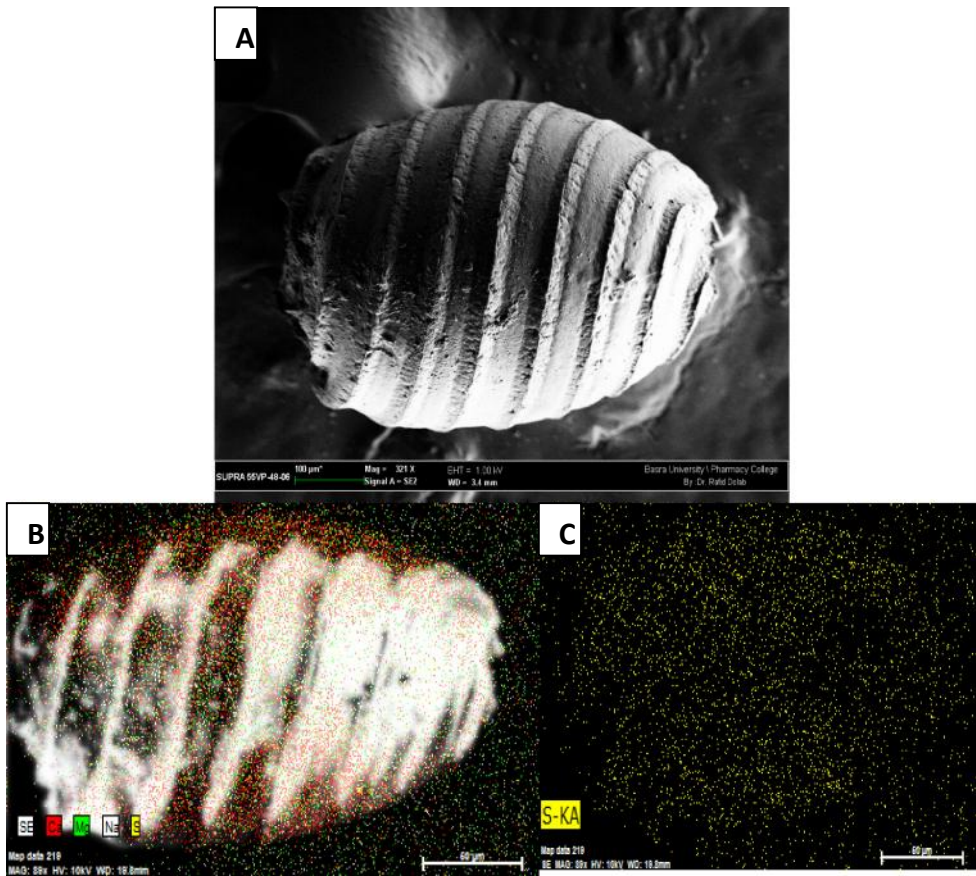 A
SUPRA 55VP-48-06 100 µm* Mag = 321 X EHT = 1.00 kV Basra University \ Pharmacy College
Signal A = SE2 WD = 3.4 mm By : Dr. Rafid Dolab
B
SE Ca Mg Na S
Map data 219
MAG: 89x HV: 10kV WD: 19.8mm
60 µm
C
S-KA
Map data 219
SE MAG: 89x HV: 10kV WD: 19.8mm
60 µm